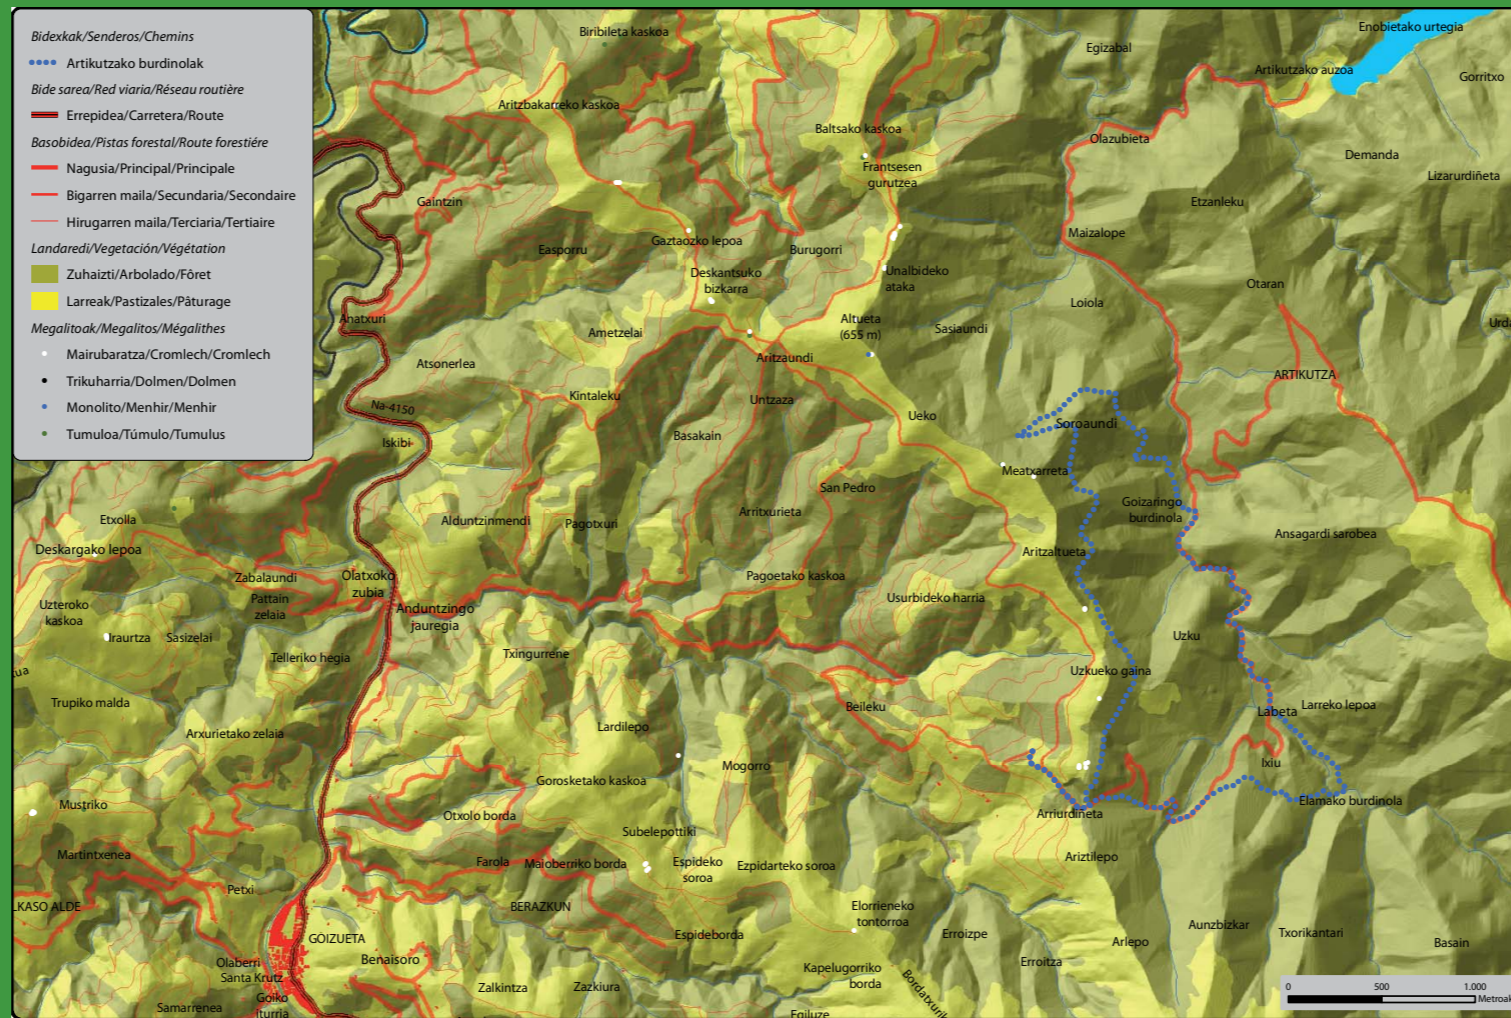 Bidexkak/Senderos/Chemins
Artikutzako burdinolak
Bide sarea/Red viaria/Réseau routière
Errepidea/Carretera/Route
Basobidea/Pistas forestal/Route forestiére
Nagusia/Principal/Principale
Bigarren maila/Secundaria/Secondaire
Hirugarren maila/Terciaria/Tertiaire
Landaredi/Vegetación/Végétation
Zuhaizti/Arbolado/Fôret
Larreak/Pastizales/Pâturage
Megalitoak/Megalitos/Mégalithes
Mairubaratza/Cromlech/Cromlech
Trikuharria/Dolmen/Dolmen
Monolito/Menhir/Menhir
Tumuloa/Túmulo/Tumulus
Biribileta kaskoa
Enobietako urtegia
Egizabal
Artikutzako auzoa
Gorritxo
Aritzbakarreko kaskoa
Baltsako kaskoa
Olazubieta
Demanda
Frantsesen
gurutzea
Lizarurdiñeta
Gaintzin
Etzanleku
Maizalope
Easporru
Gaztaozko lepoa
Burugorri
Deskantsuko
bizkarra
Unalbideko
ataka
Otaran
Loiola
Anatxuri
Ametzelai
Altueta
(655 m)
Sasiaundi
Urda
Atsonerlea
Aritzaundi
ARTIKUTZA
Kintaleku
Untzaza
Na-4150
Ueko
Soroaundi
Iskibi
Basakain
Meatxarreta
San Pedro
Goizaringo
burdinola
Etxolla
Alduntzinmendi
Pagotxuri
Arritxurieta
Ansagardi sarobea
Deskargako lepoa
Aritzaltueta
Zabalaundi
Olatxoko
zubia
Pagoetako kaskoa
Pattain
zelaia
Usurbideko harria
Uzteroko
kaskoa
Anduntzingo
jauregia
Iraurtza
Sasizelai
Uzku
Telleriko hegia
Txingurrene
tua
Uzkueko gaina
Trupiko malda
Beileku
Larreko lepoa
Labeta
Arxurietako zelaia
Lardilepo
Mogorro
Ixiu
Gorosketako kaskoa
Mustriko
Elamako burdinola
Otxolo borda
Arriurdiñeta
Subelepottiki
Martintxenea
Farola
Maioberriko borda
Espideko
soroa
Ezpidarteko soroa
Ariztilepo
Petxi
LKASO ALDE
BERAZKUN
Elorrieneko
tontorroa
Aunzbizkar
Txorikantari
GOIZUETA
Espideborda
Erroizpe
Arlepo
Basain
Benaisoro
Olaberri
Santa Krutz
Erroitza
Kapelugorriko
borda
Zalkintza
Zazkiura
Goiko
iturria
Samarrenea
Egiluze
Bordatxurik
0 500 1.000
Metroak